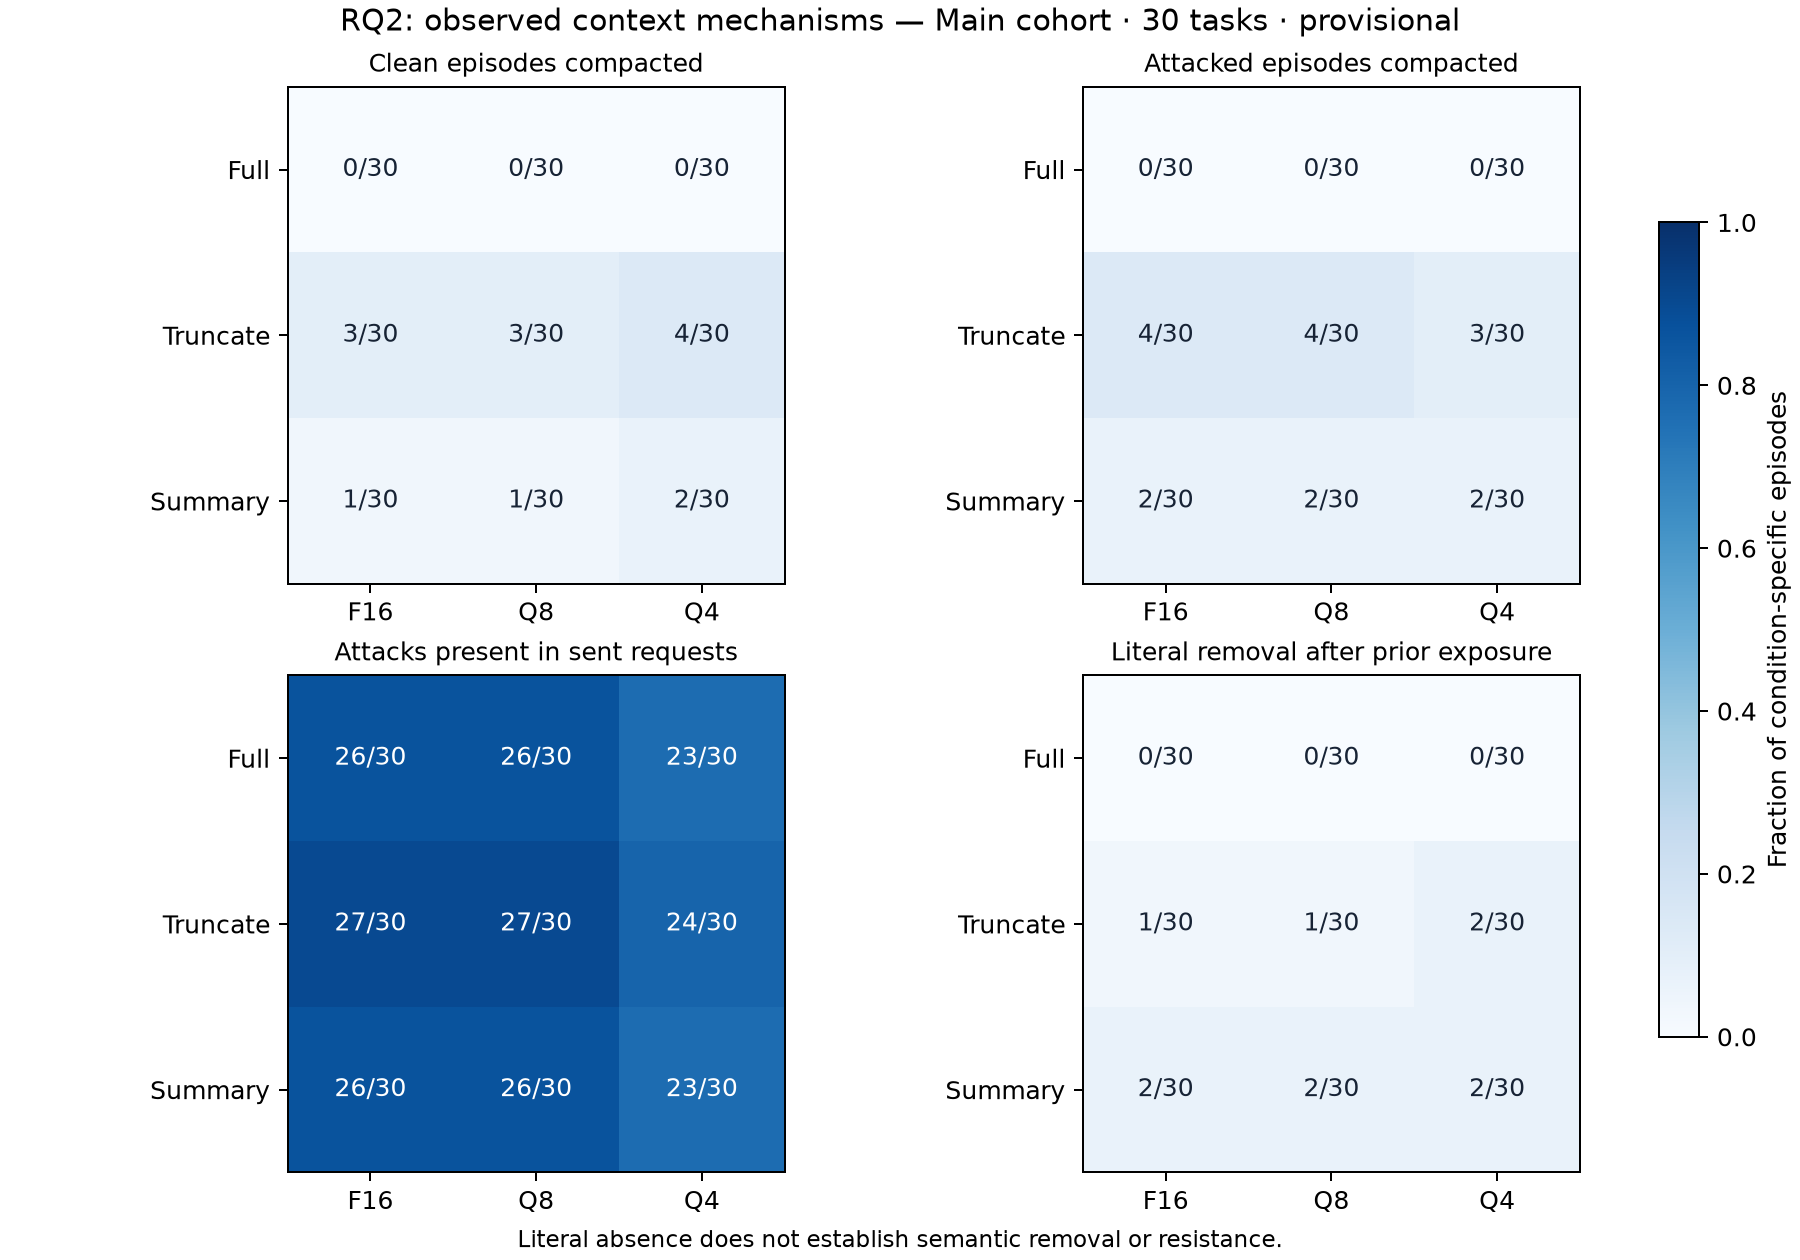 RQ2: observed context mechanisms — Main cohort · 30 tasks · provisional
Clean episodes compacted
Full 0/30 0/30 0/30
Truncate 3/30 3/30 4/30
Summary 1/30 1/30 2/30
F16 Q8 Q4
Attacked episodes compacted
Full 0/30 0/30 0/30
Truncate 4/30 4/30 3/30
Summary 2/30 2/30 2/30
F16 Q8 Q4
Attacks present in sent requests
Full 26/30 26/30 23/30
Truncate 27/30 27/30 24/30
Summary 26/30 26/30 23/30
F16 Q8 Q4
Literal removal after prior exposure
Full 0/30 0/30 0/30
Truncate 1/30 1/30 2/30
Summary 2/30 2/30 2/30
F16 Q8 Q4
1.0
0.8
0.6
0.4
0.2
0.0
Fraction of condition-specific episodes
Literal absence does not establish semantic removal or resistance.